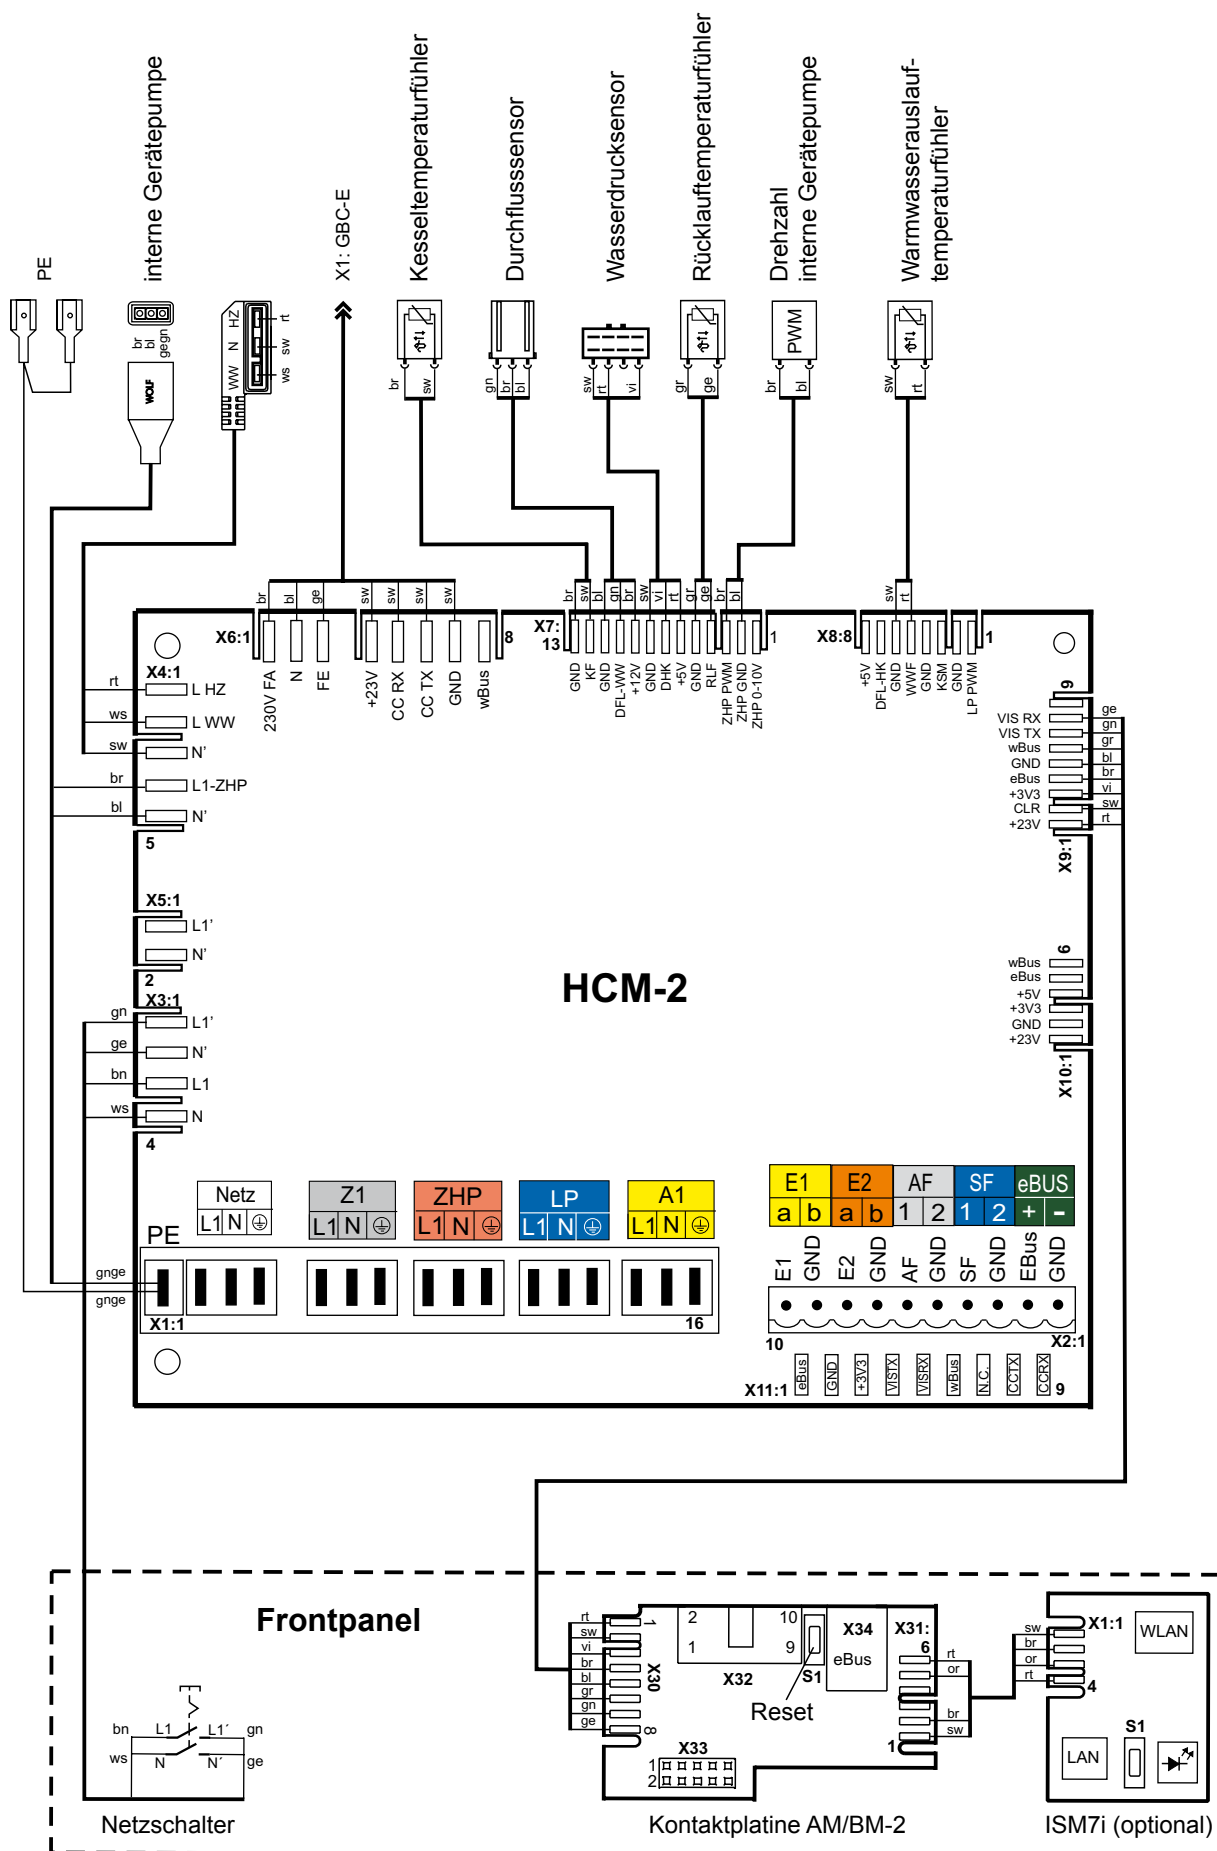 PE
interne Gerätepumpe
X1: GBC-E
Kesseltemperaturfühler
Durchflusssensor
Wasserdrucksensor
Rücklauftemperaturfühler
Drehzahl
interne Gerätepumpe
Warmwasserauslauf-
temperaturfühler
br
bl
gegn
WOLF
WW N HZ
ws sw rt
br sw
gn br bl
sw rt vi
gr ge
PWM
br bl
sw rt
br bl ge sw sw sw sw
br sw bl gn br sw vi rt gr ge br bl
sw rt
X6:1
8
X7:
13
1
X8:8
1
230V FA
N
FE
+23V
CC RX
CC TX
GND
wBus
GND
KF
GND
DFL-WW
+12V
GND
DHK
+5V
GND
RLF
ZHP PWM
ZHP GND
ZHP 0-10V
+5V
DFL-HK
GND
WWF
GND
KSM
GND
LP PWM
X4:1
rt L HZ
ws L WW
sw N'
br L1-ZHP
bl N'
5
X5:1
L1'
N'
2
X3:1
gn L1'
ge N'
bn L1
ws N
4
9
VIS RX ge
VIS TX gn
wBus gr
GND bl
eBus br
+3V3 vi
CLR sw
+23V rt
X9:1
6
wBus
eBus
+5V
+3V3
GND
+23V
X10:1
HCM-2
Netz
L1 N
Z1
L1 N
ZHP
L1 N
LP
L1 N
A1
L1 N
PE
gnge
gnge
X1:1
16
E1 E2 AF SF eBUS
a b a b 1 2 1 2 + -
E1
GND
E2
GND
AF
GND
SF
GND
EBus
GND
10
X2:1
X11:1
eBus
GND
+3V3
VISTX
VISRX
wBus
N.C.
CCTX
CCRX
9
Frontpanel
bn L1 L1´ gn
ws N N´ ge
Netzschalter
rt
sw
vi
br
bl
gr
gn
ge
1
X30
8
2 10
1 9
X32
S1
Reset
X34
eBus
X31:
6
rt
or
br
sw
1
X33
1
2
Kontaktplatine AM/BM-2
sw
br
or
rt
X1:1
4
WLAN
LAN
S1
ISM7i (optional)